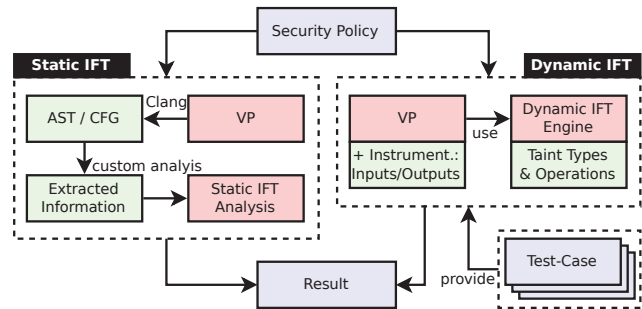 Security Policy
Static IFT
Dynamic IFT
AST / CFG
Clang
VP
custom analyis
Extracted
Information
Static IFT
Analysis
VP
+ Instrument.:
Inputs/Outputs
use
Dynamic IFT
Engine
Taint Types
& Operations
Result
provide
Test-Case